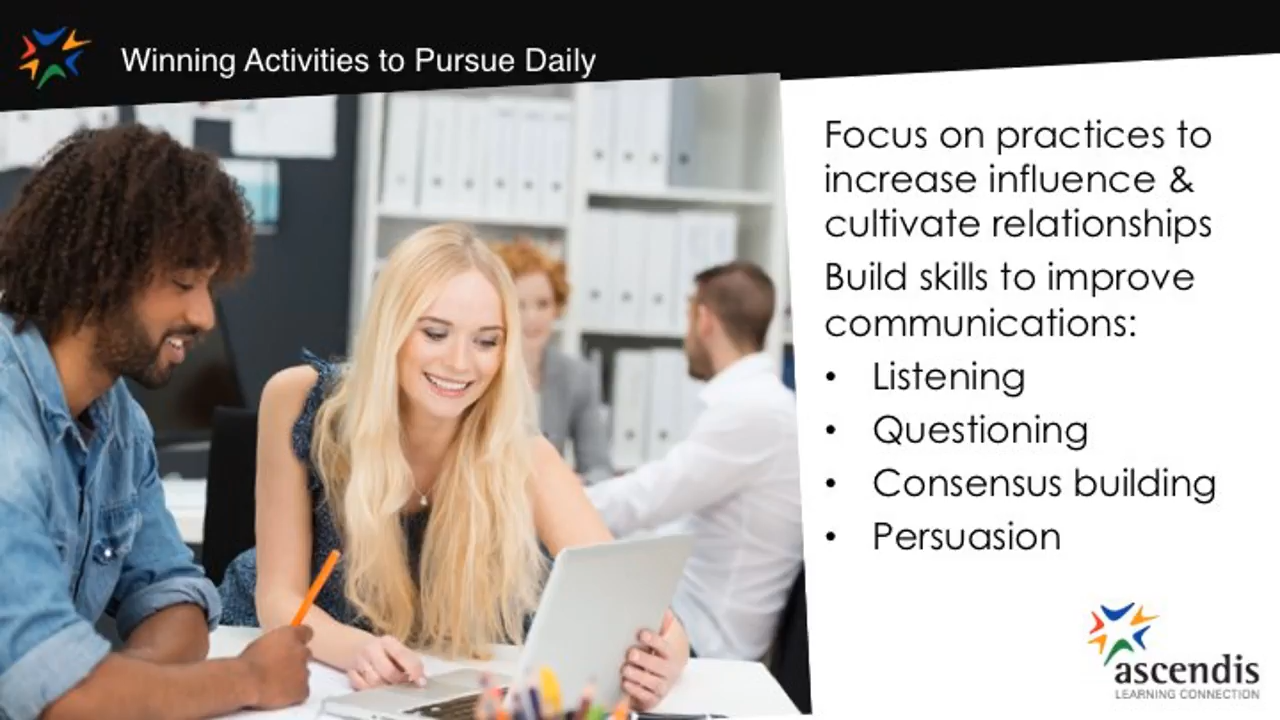 Winning Activities to Pursue Daily
Focus on practices to
increase influence &
cultivate relationships
Build skills to improve
communications:
• Listening
• Questioning
• Consensus building
• Persuasion
ascendis
LEARNING CONNECTION